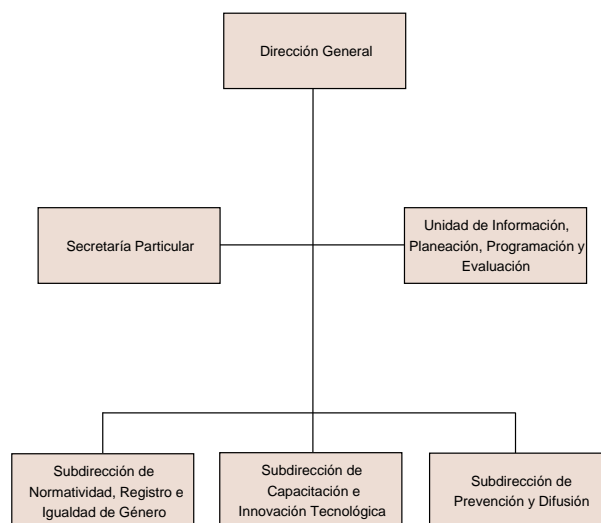 Dirección General
Secretaría Particular
Unidad de Información,
Planeación, Programación y
Evaluación
Subdirección de
Normatividad, Registro e
Igualdad de Género
Subdirección de
Capacitación e
Innovación Tecnológica
Subdirección de
Prevención y Difusión